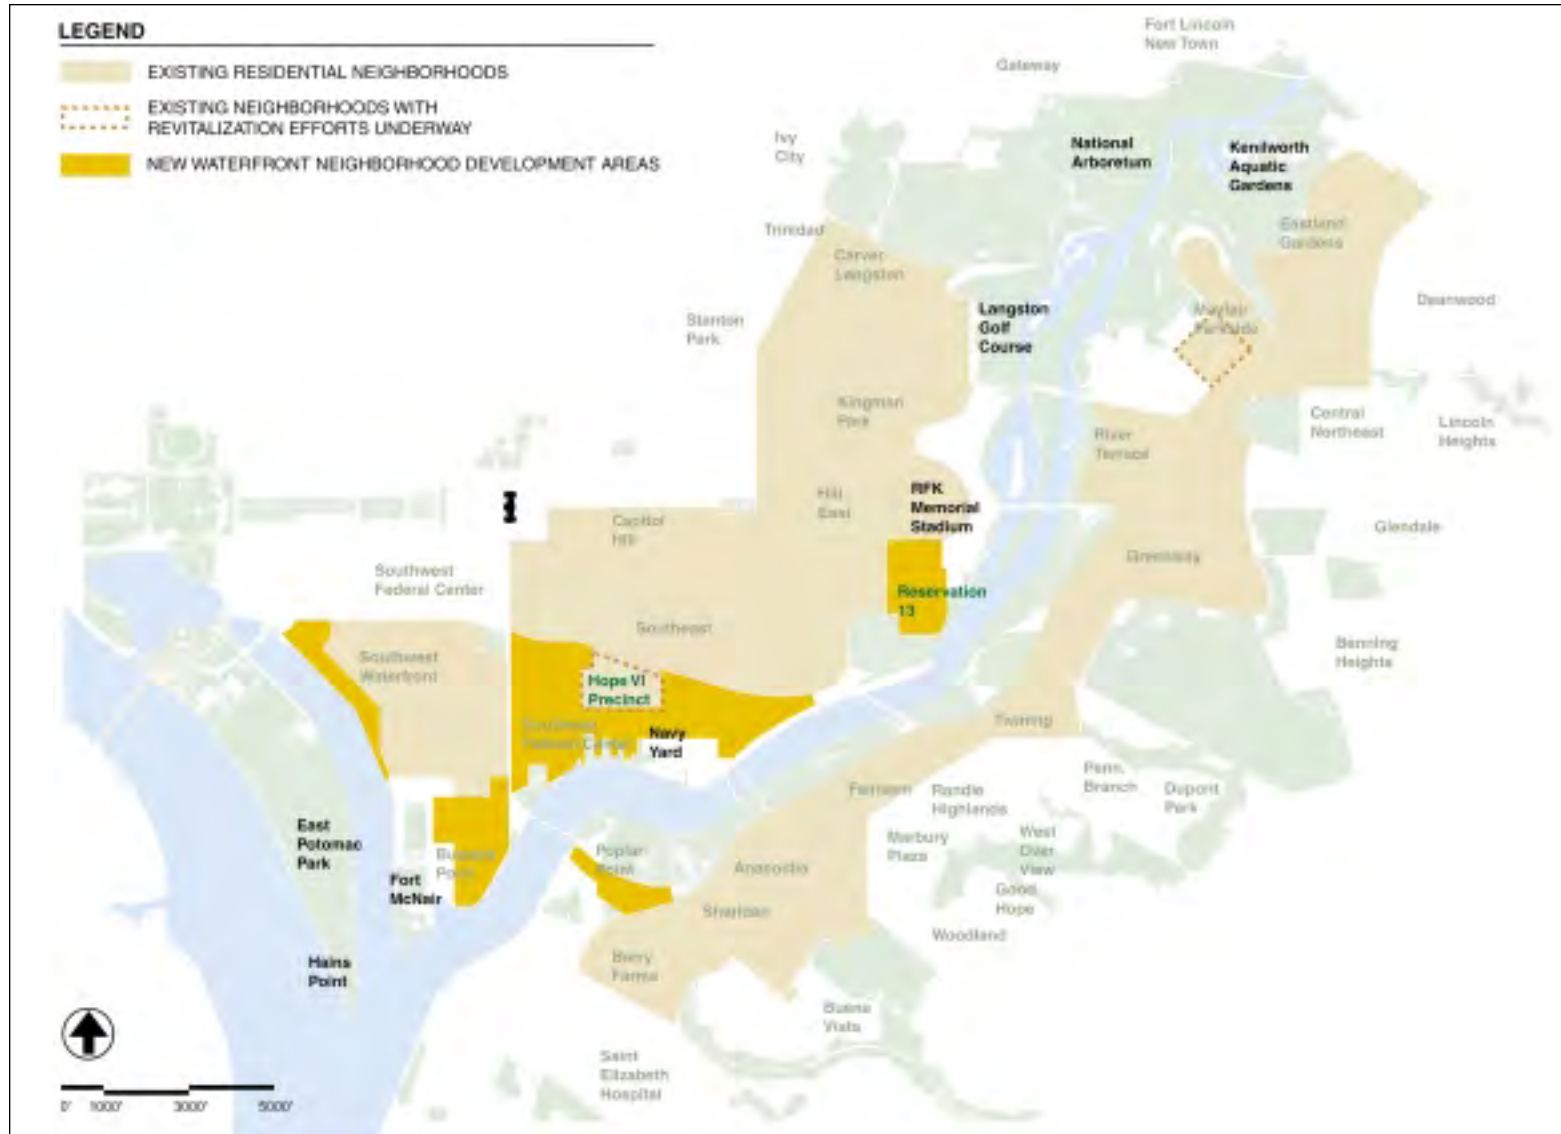 LEGEND
EXISTING RESIDENTIAL NEIGHBORHOODS
EXISTING NEIGHBORHOODS WITH
REVITALIZATION EFFORTS UNDERWAY
NEW WATERFRONT NEIGHBORHOOD DEVELOPMENT AREAS
Fort Lincoln
New Town
Gateway
Ivy
City
National
Arboretum
Kenilworth
Aquatic
Gardens
Trinidad
Eastland
Gardens
Carver
Langston
Stanton
Park
Langston
Golf
Course
Mayfair
Deanwood
Kingman
Park
River
Terrace
Central
Northeast
Lincoln
Heights
Hill
East
RFK
Memorial
Stadium
Capitol
Hill
Glendale
Greenway
Southwest
Federal Center
Reservation
13
Southeast
Benning
Heights
Southwest
Waterfront
Hope VI
Precinct
Navy
Yard
Twining
Fairlawn
Randle
Highlands
Penn.
Branch
Dupont
Park
East
Potomac
Park
Poplar
Point
Marbury
Plaza
West
Over
View
Anacostia
Fort
McNair
Good
Hope
Sheridan
Woodland
Barry
Farms
Hains
Point
Buena
Vista
Saint
Elizabeth
Hospital
0' 1000' 3000' 5000'